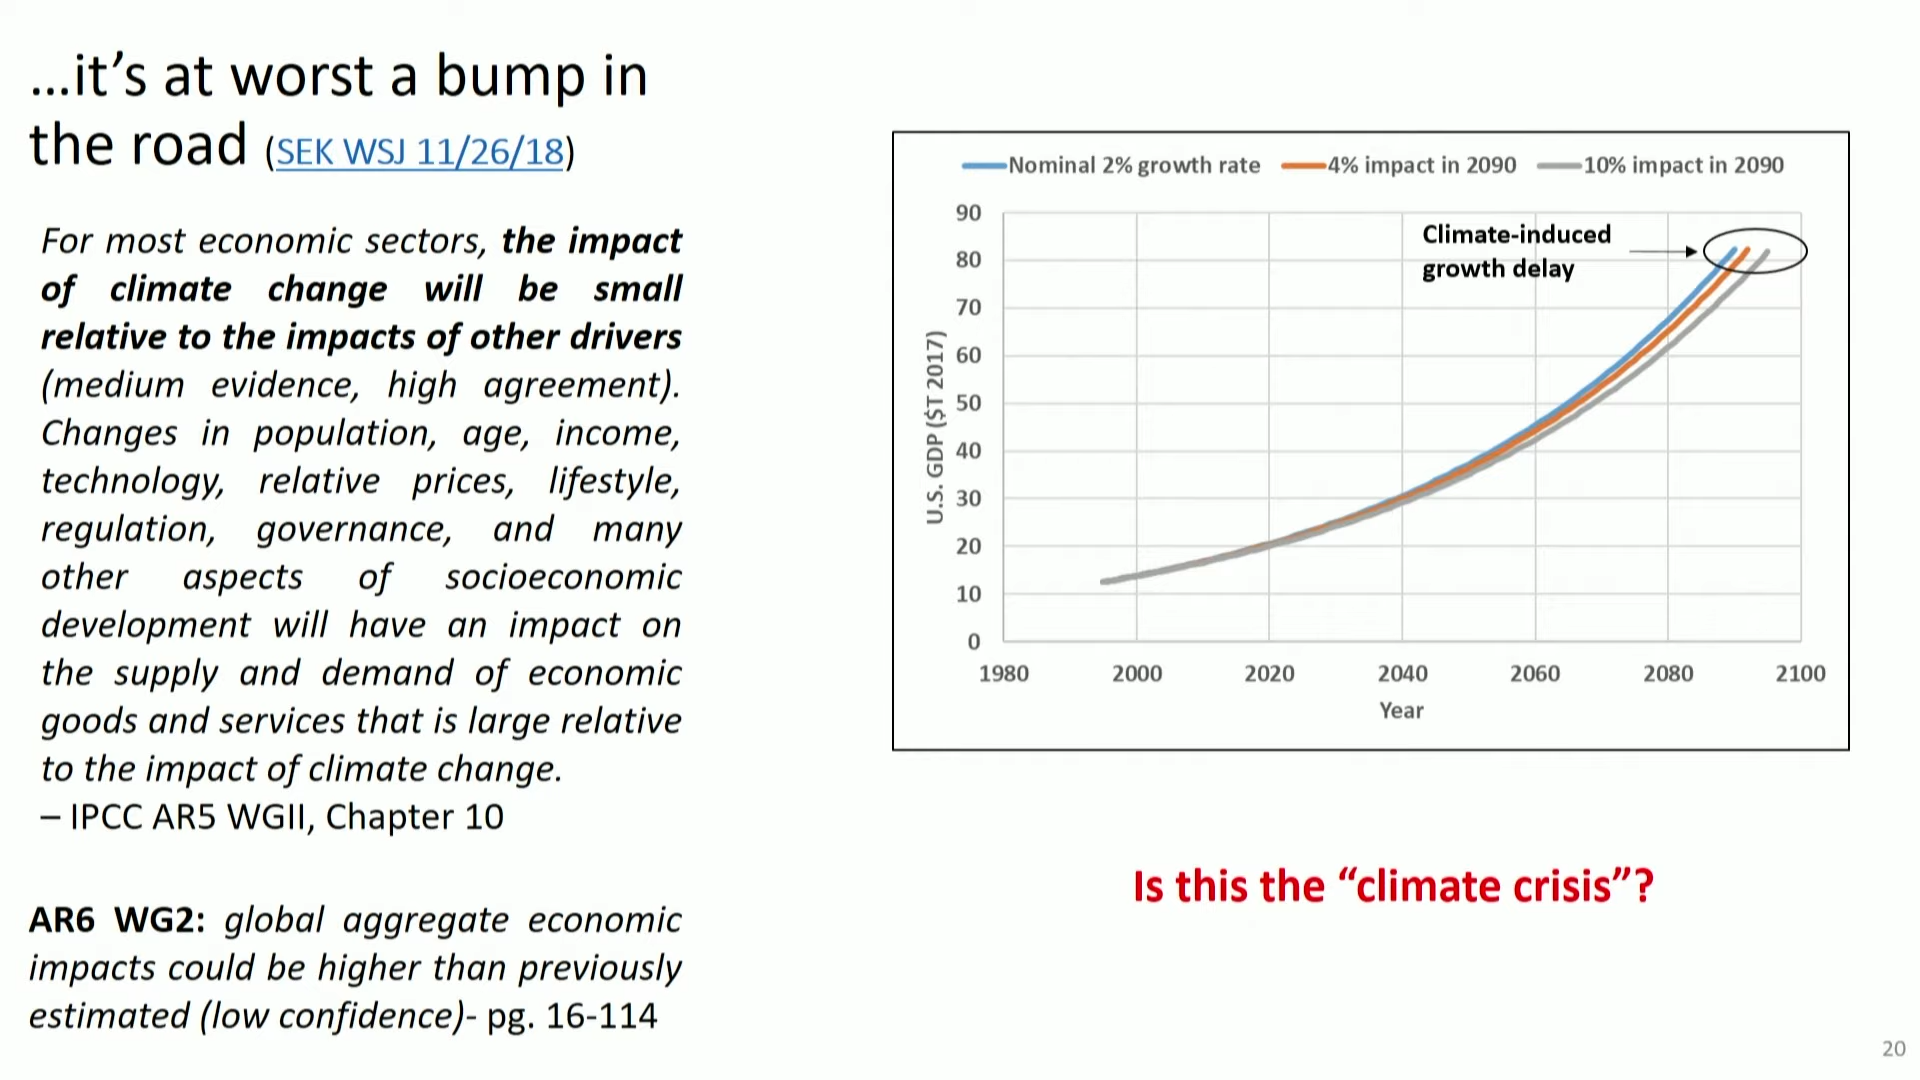 ...it's at worst a bump in
the road (SEK WSJ 11/26/18)
For most economic sectors, the impact
of climate change will be small
relative to the impacts of other drivers
(medium evidence, high agreement).
Changes in population, age, income,
technology, relative prices, lifestyle,
regulation, governance, and many
other aspects of socioeconomic
development will have an impact on
the supply and demand of economic
goods and services that is large relative
to the impact of climate change.
– IPCC AR5 WGII, Chapter 10
AR6 WG2: global aggregate economic
impacts could be higher than previously
estimated (low confidence)- pg. 16-114
Nominal 2% growth rate 4% impact in 2090 10% impact in 2090
Climate-induced
growth delay
U.S. GDP ($T 2017)
90
80
70
60
50
40
30
20
10
0
1980 2000 2020 2040 2060 2080 2100
Year
Is this the “climate crisis”?
20